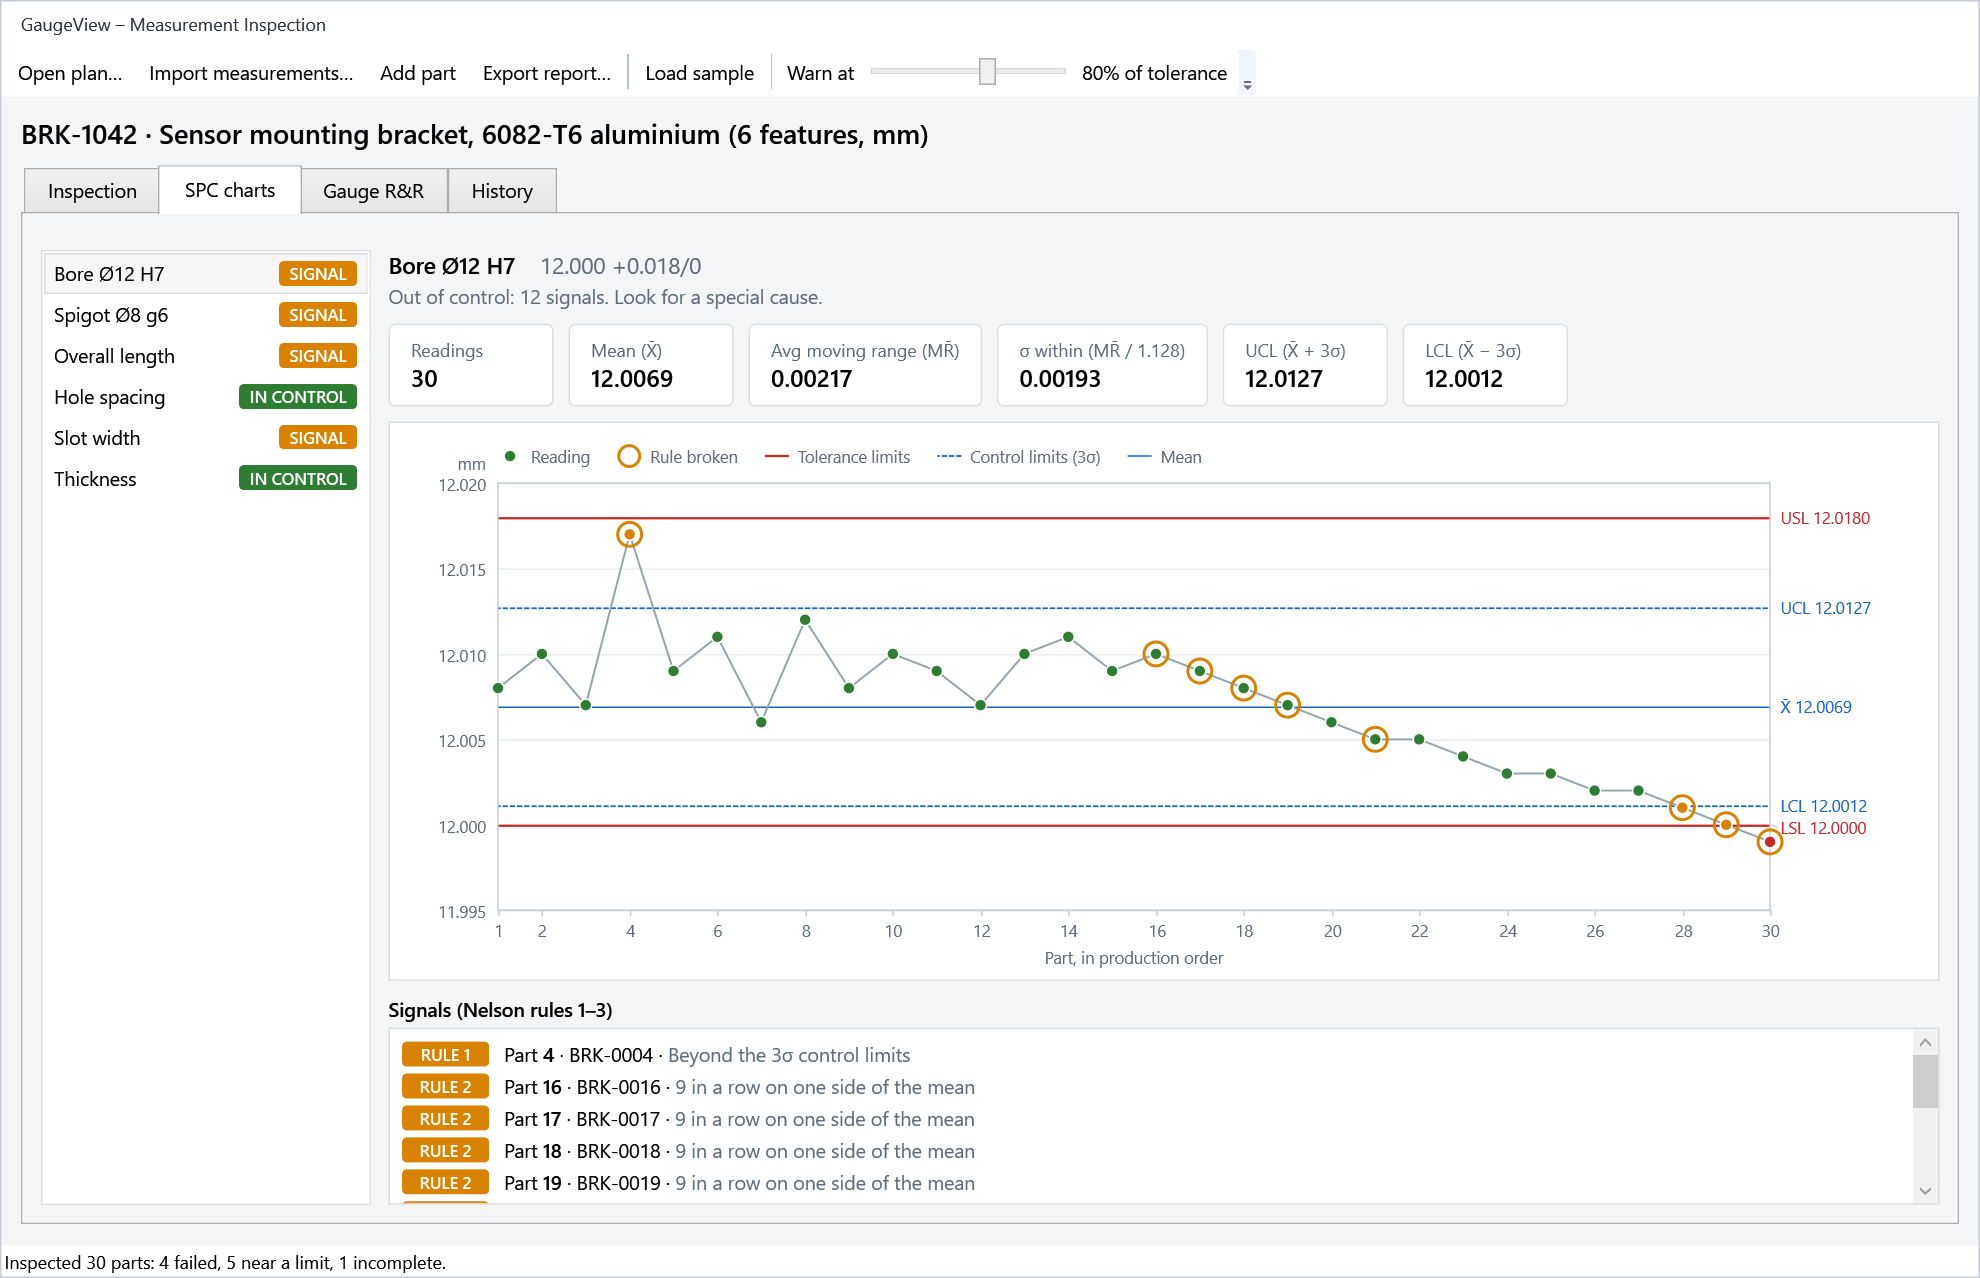 GaugeView – Measurement Inspection
Open plan... Import measurements... Add part Export report... Load sample Warn at 80% of tolerance
BRK-1042 · Sensor mounting bracket, 6082-T6 aluminium (6 features, mm)
Inspection SPC charts Gauge R&R History
Bore Ø12 H7 SIGNAL
Spigot Ø8 g6 SIGNAL
Overall length SIGNAL
Hole spacing IN CONTROL
Slot width SIGNAL
Thickness IN CONTROL
Bore Ø12 H7 12.000 +0.018/0
Out of control: 12 signals. Look for a special cause.
Readings
30
Mean (X̄)
12.0069
Avg moving range (MR̄)
0.00217
σ within (MR̄ / 1.128)
0.00193
UCL (X̄ + 3σ)
12.0127
LCL (X̄ − 3σ)
12.0012
Reading Rule broken Tolerance limits Control limits (3σ) Mean
mm
12.020
12.015
12.010
12.005
12.000
11.995
USL 12.0180
UCL 12.0127
X̄ 12.0069
LCL 12.0012
LSL 12.0000
1 2 4 6 8 10 12 14 16 18 20 22 24 26 28 30
Part, in production order
Signals (Nelson rules 1–3)
RULE 1 Part 4 · BRK-0004 · Beyond the 3σ control limits
RULE 2 Part 16 · BRK-0016 · 9 in a row on one side of the mean
RULE 2 Part 17 · BRK-0017 · 9 in a row on one side of the mean
RULE 2 Part 18 · BRK-0018 · 9 in a row on one side of the mean
RULE 2 Part 19 · BRK-0019 · 9 in a row on one side of the mean
Inspected 30 parts: 4 failed, 5 near a limit, 1 incomplete.